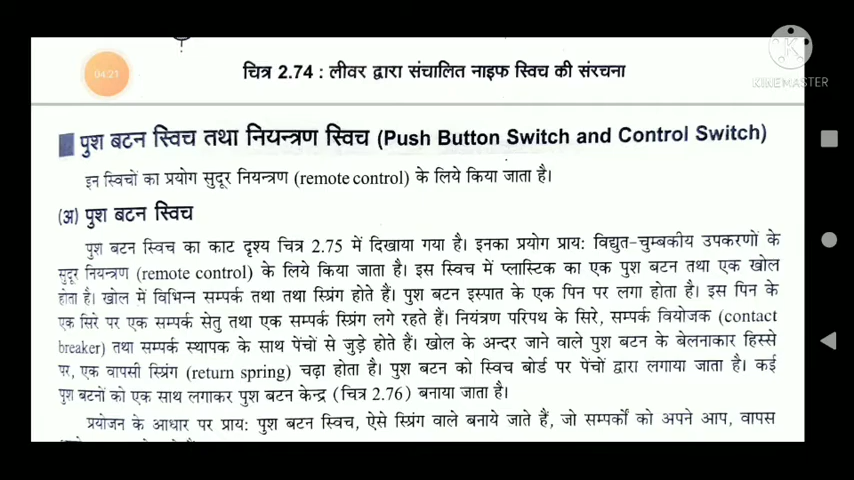 04:21
KINEMASTER
चित्र 2.74 : लीवर द्वारा संचालित नाइफ स्विच की संरचना
पुश बटन स्विच तथा नियन्त्रण स्विच (Push Button Switch and Control Switch)
इन स्विचों का प्रयोग सुदूर नियन्त्रण (remote control) के लिये किया जाता है।
(अ) पुश बटन स्विच
पुश बटन स्विच का काट दृश्य चित्र 2.75 में दिखाया गया है। इनका प्रयोग प्राय: विद्युत-चुम्बकीय उपकरणों के
सुदूर नियन्त्रण (remote control) के लिये किया जाता है। इस स्विच में प्लास्टिक का एक पुश बटन तथा एक खोल
होता है। खोल में विभिन्न सम्पर्क तथा तथा स्प्रिंग होते हैं। पुश बटन इस्पात के एक पिन पर लगा होता है। इस पिन के
एक सिरे पर एक सम्पर्क सेतु तथा एक सम्पर्क स्प्रिंग लगे रहते हैं। नियंत्रण परिपथ के सिरे, सम्पर्क वियोजक (contact
breaker) तथा सम्पर्क स्थापक के साथ पेंचों से जुड़े होते हैं। खोल के अन्दर जाने वाले पुश बटन के बेलनाकार हिस्से
पर, एक वापसी स्प्रिंग (return spring) चढ़ा होता है। पुश बटन को स्विच बोर्ड पर पेंचों द्वारा लगाया जाता है। कई
पुश बटनों को एक साथ लगाकर पुश बटन केन्द्र (चित्र 2.76) बनाया जाता है।
प्रयोजन के आधार पर प्राय: पुश बटन स्विच, ऐसे स्प्रिंग वाले बनाये जाते हैं, जो सम्पर्कों को अपने आप, वापस